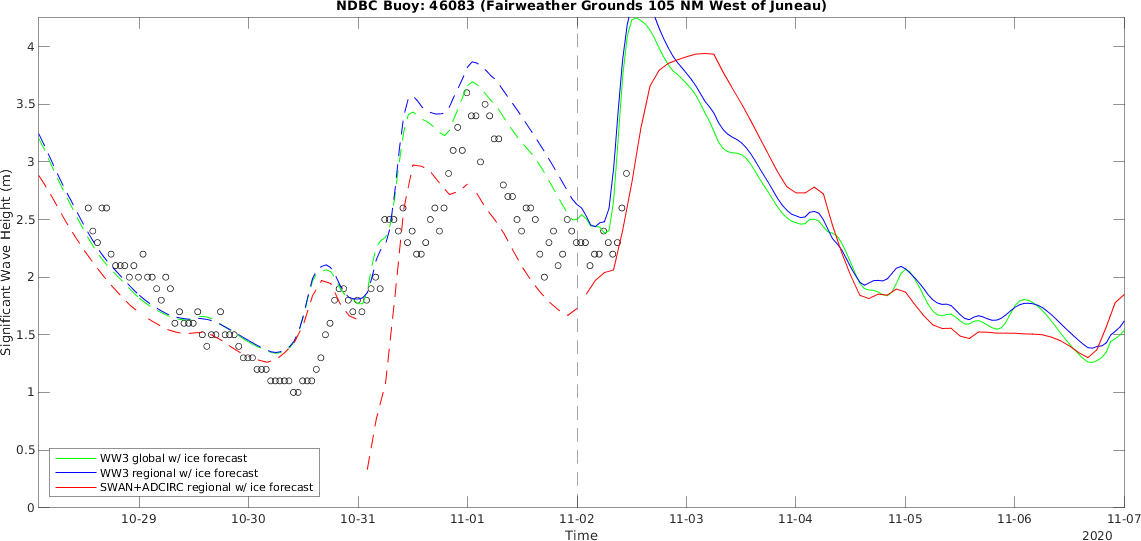 NDBC Buoy: 46083 (Fairweather Grounds 105 NM West of Juneau)
Significant Wave Height (m)
4
3.5
3
2.5
2
1.5
1
0.5
0
WW3 global w/ ice forecast
WW3 regional w/ ice forecast
SWAN+ADCIRC regional w/ ice forecast
10-29 10-30 10-31 11-01 11-02 11-03 11-04 11-05 11-06 11-07
Time
2020